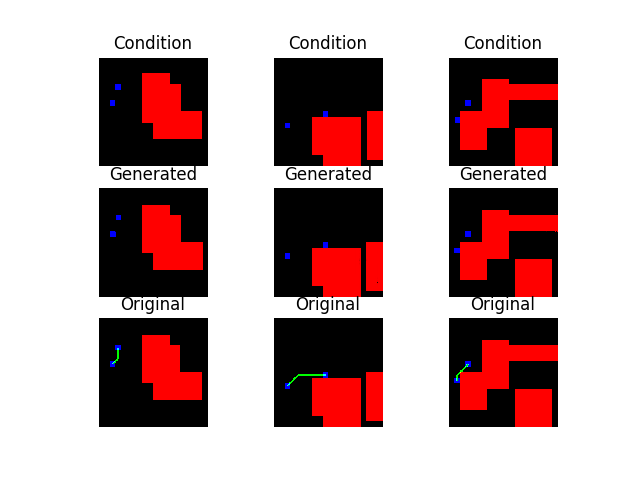 Condition Condition Condition
Generated Generated Generated
Original Original Original